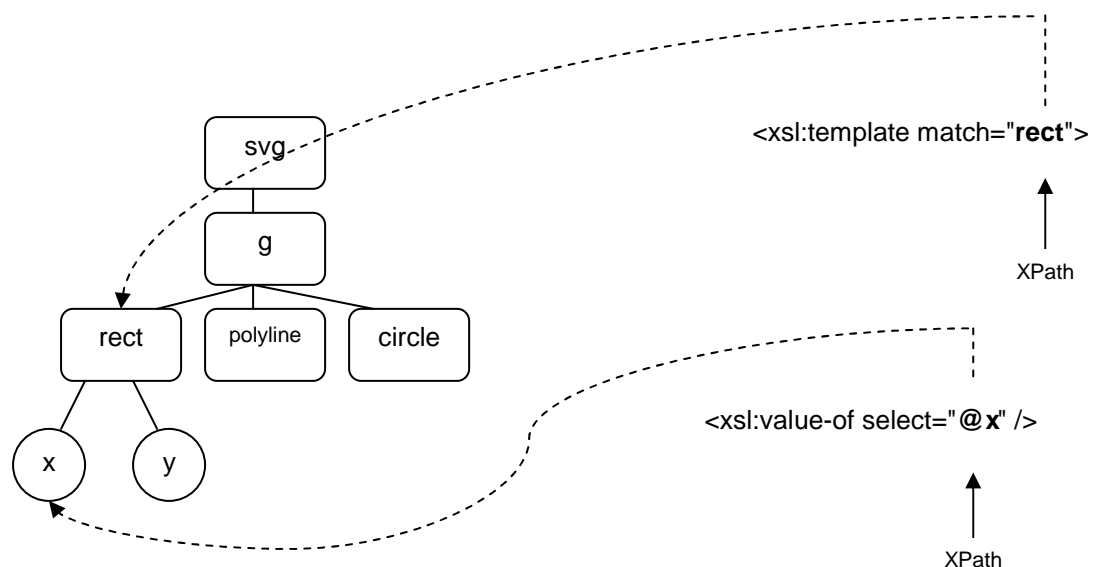 svg
<xsl:template match="rect">
g
XPath
rect
polyline
circle
<xsl:value-of select="@x" />
x
y
XPath